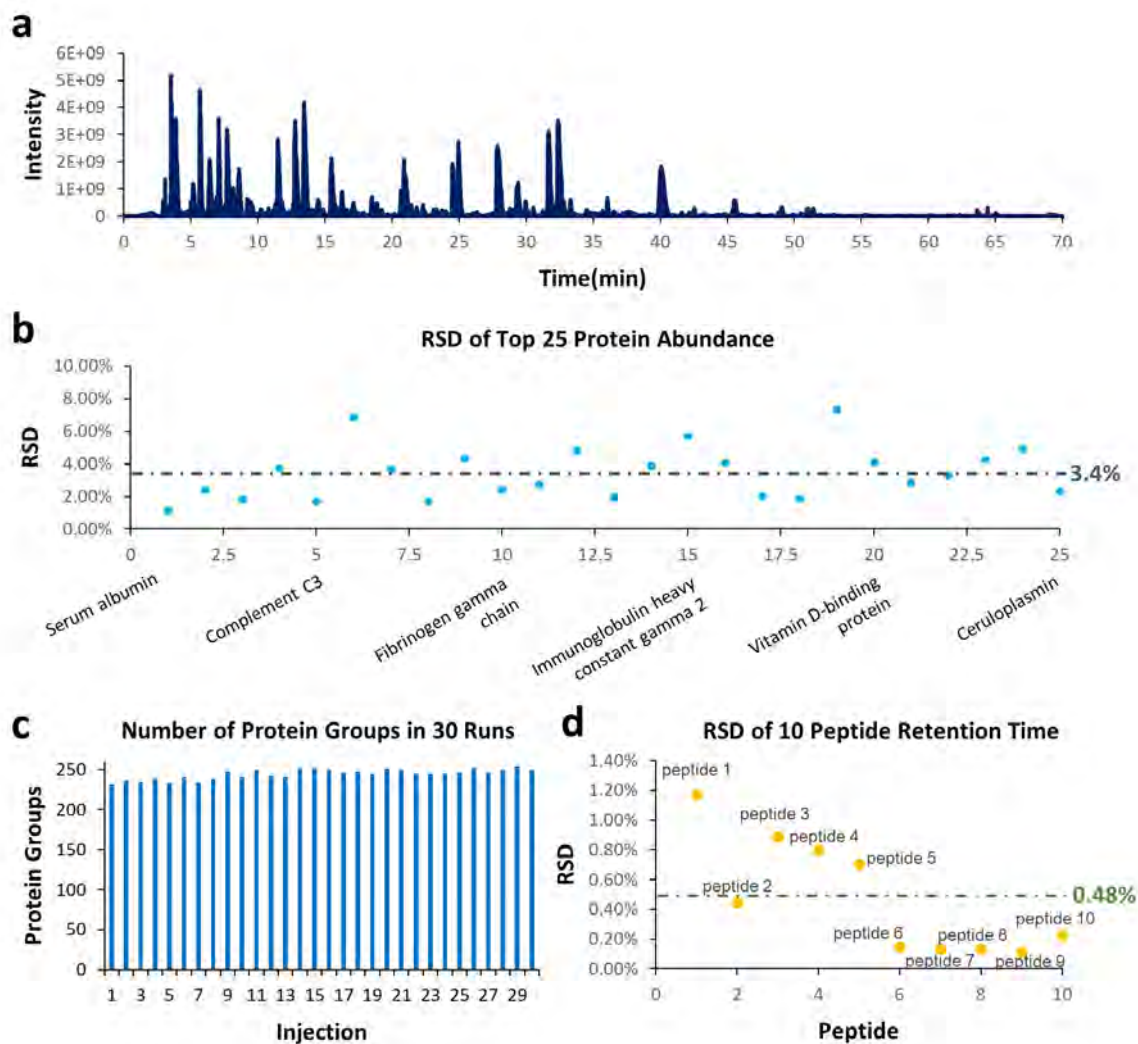 a
6E+09
5E+09
4E+09
3E+09
2E+09
1E+09
0
Intensity
0 5 10 15 20 25 30 35 40 45 50 55 60 65 70
Time(min)
b
RSD of Top 25 Protein Abundance
10.00%
8.00%
6.00%
4.00%
2.00%
0.00%
RSD
3.4%
0 2.5 5 7.5 10 12.5 15 17.5 20 22.5 25
Serum albumin
Complement C3
Fibrinogen gamma
chain
Immunoglobulin heavy
constant gamma 2
Vitamin D-binding
protein
Ceruloplasmin
c
Number of Protein Groups in 30 Runs
250
200
150
100
50
0
Protein Groups
1 3 5 7 9 11 13 15 17 19 21 23 25 27 29
Injection
d
RSD of 10 Peptide Retention Time
1.40%
1.20%
1.00%
0.80%
0.60%
0.40%
0.20%
0.00%
RSD
peptide 1
peptide 3
peptide 4
peptide 5
peptide 2
0.48%
peptide 10
peptide 6
peptide 8
peptide 7
peptide 9
0 2 4 6 8 10
Peptide